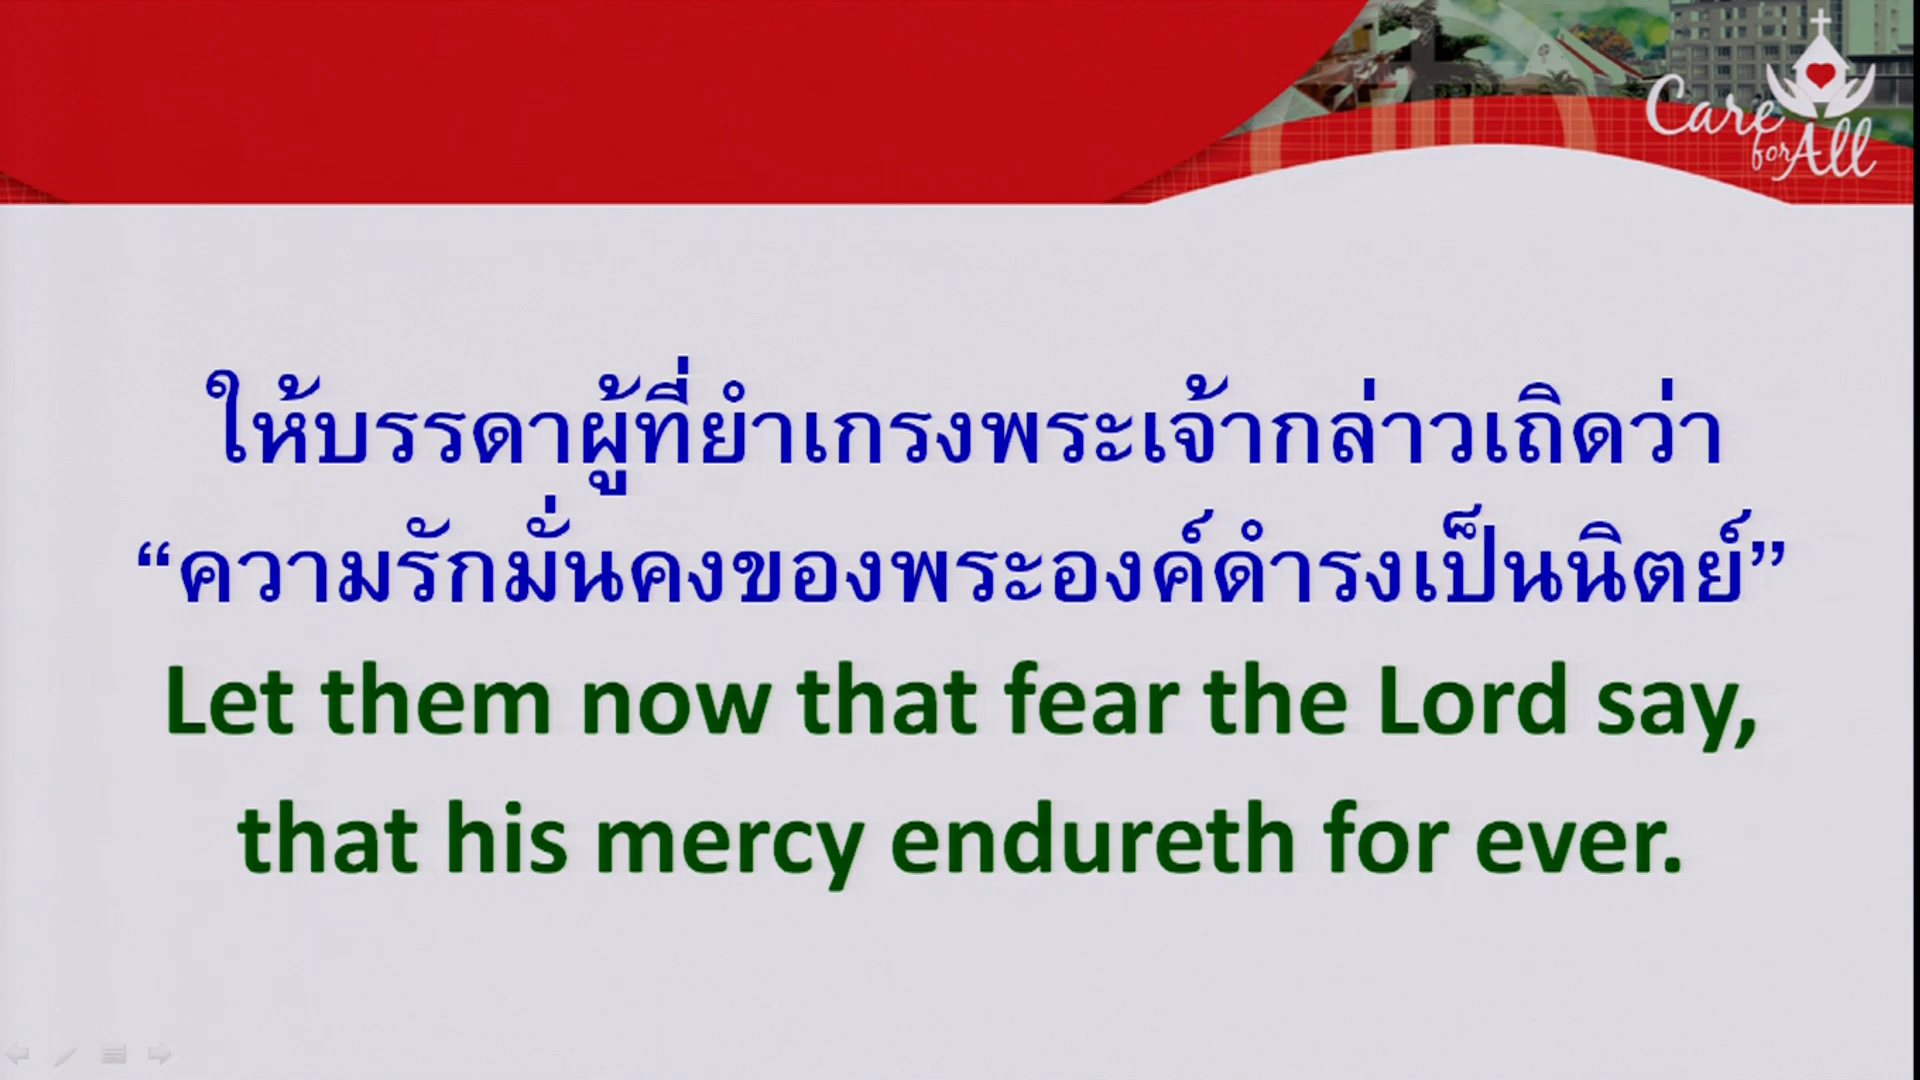 Care
for All
ให้บรรดาผู้ที่ยำเกรงพระเจ้ากล่าวเถิดว่า
“ความรักมั่นคงของพระองค์ดำรงเป็นนิตย์”
Let them now that fear the Lord say,
that his mercy endureth for ever.